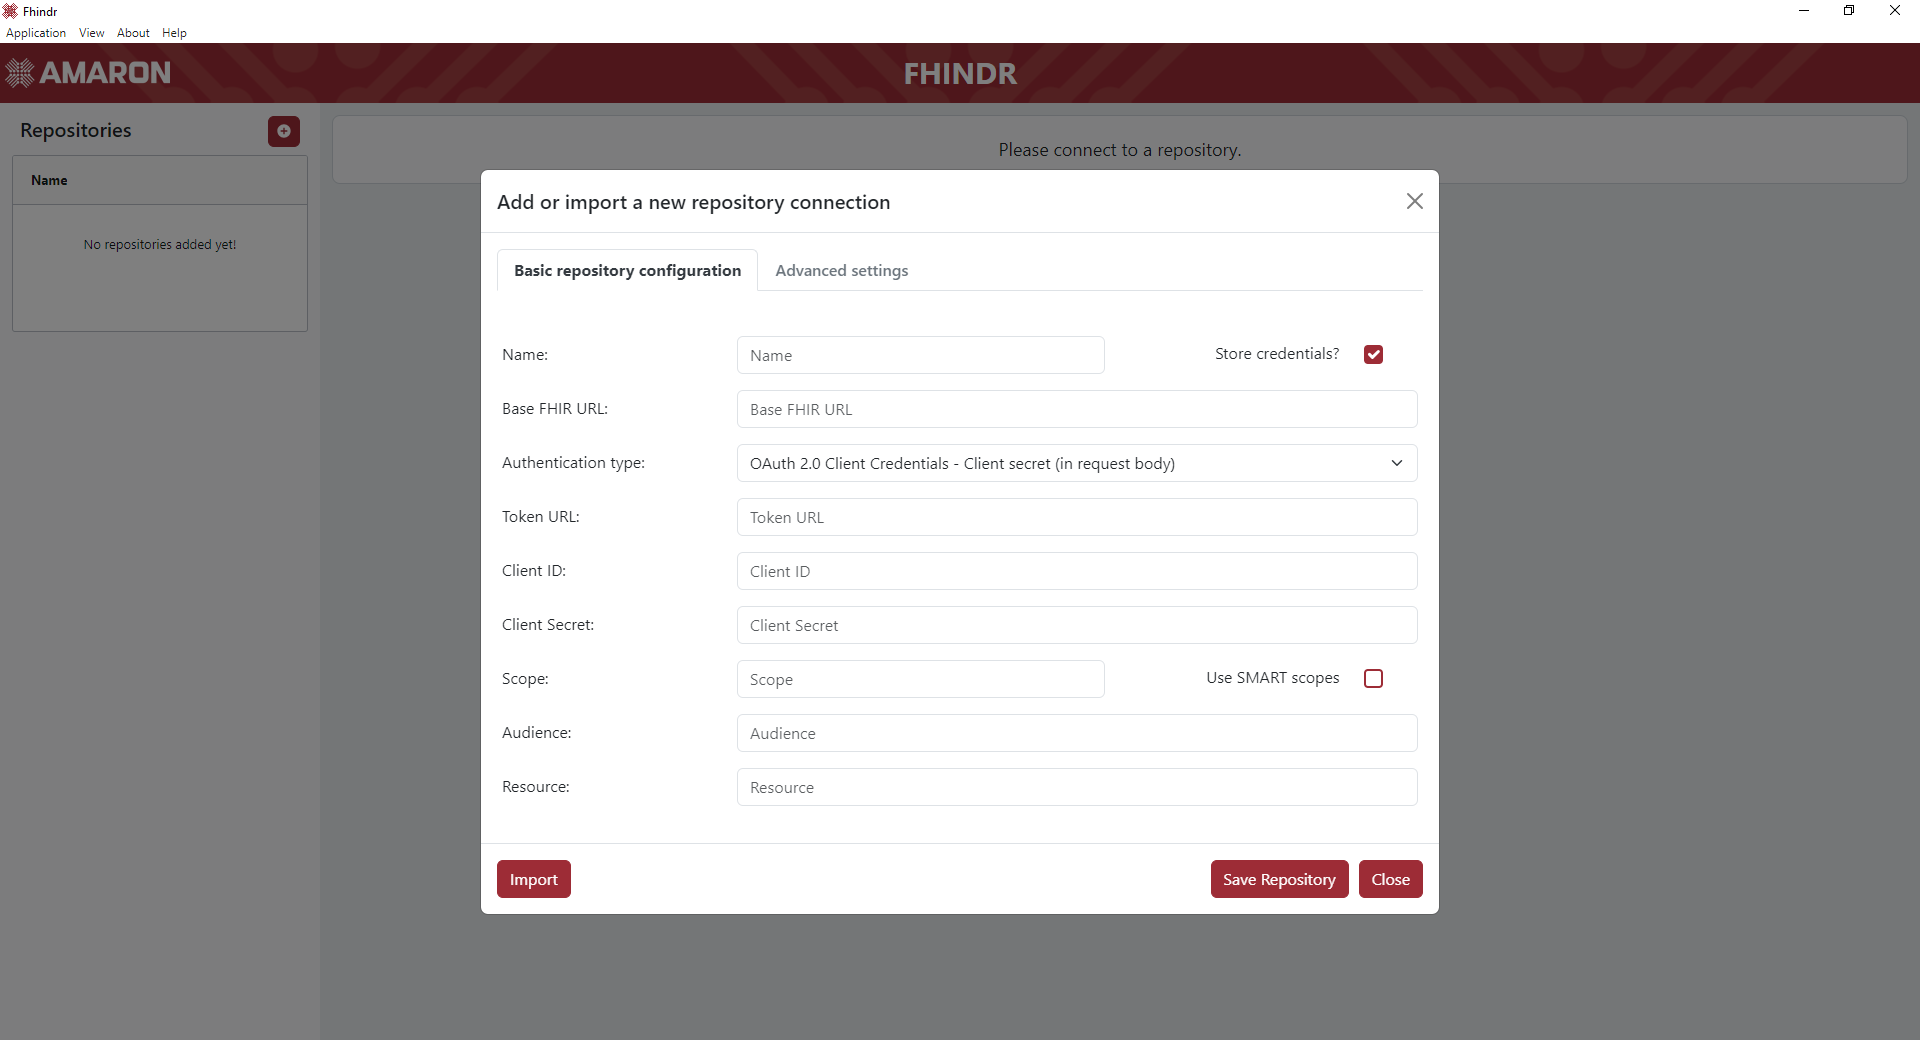 Fhindr
Application View About Help
AMARON
FHINDR
Repositories
Please connect to a repository.
Name
No repositories added yet!
Add or import a new repository connection
Basic repository configuration Advanced settings
Name: Name Store credentials?
Base FHIR URL: Base FHIR URL
Authentication type: OAuth 2.0 Client Credentials - Client secret (in request body)
Token URL: Token URL
Client ID: Client ID
Client Secret: Client Secret
Scope: Scope Use SMART scopes
Audience: Audience
Resource: Resource
Import Save Repository Close